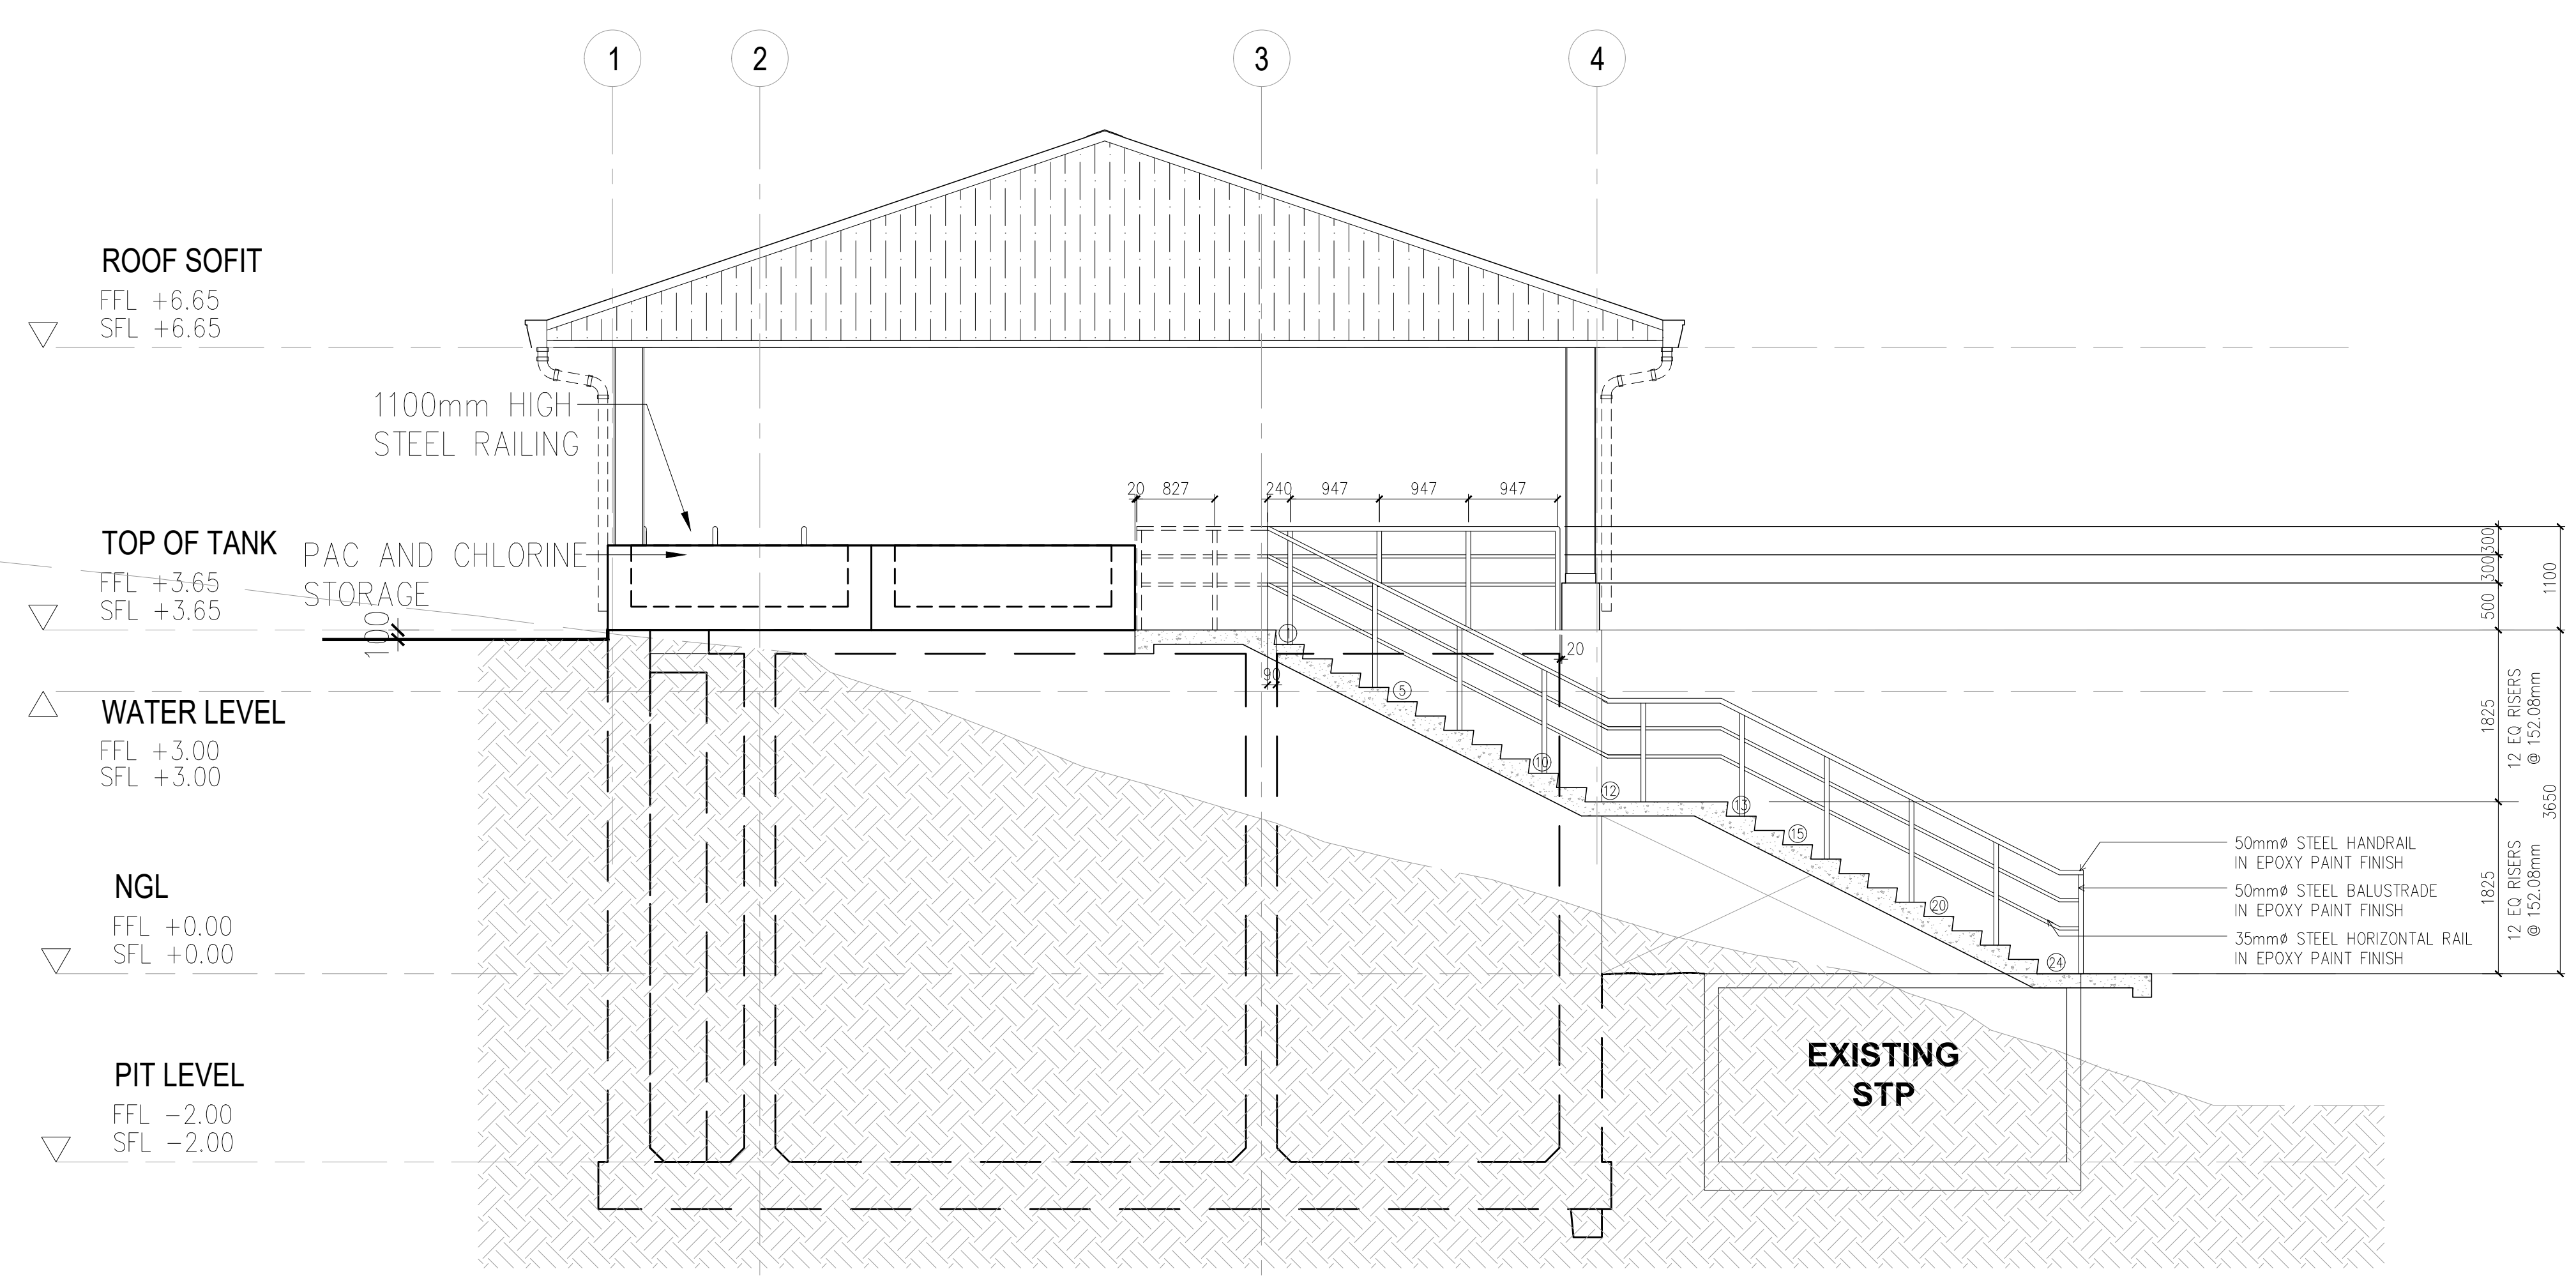 1
2
3
4
ROOF SOFIT
FFL +6.65
SFL +6.65
1100mm HIGH
STEEL RAILING
20
827
240
947
947
947
TOP OF TANK
FFL +3.65
SFL +3.65
PAC AND CHLORINE
STORAGE
100
300
300
500
1100
1
20
90
5
WATER LEVEL
FFL +3.00
SFL +3.00
10
12
13
15
20
24
1825
12 EQ RISERS
@ 152.08mm
3650
1825
12 EQ RISERS
@ 152.08mm
50mmø STEEL HANDRAIL
IN EPOXY PAINT FINISH
50mmø STEEL BALUSTRADE
IN EPOXY PAINT FINISH
35mmø STEEL HORIZONTAL RAIL
IN EPOXY PAINT FINISH
NGL
FFL +0.00
SFL +0.00
EXISTING
STP
PIT LEVEL
FFL −2.00
SFL −2.00